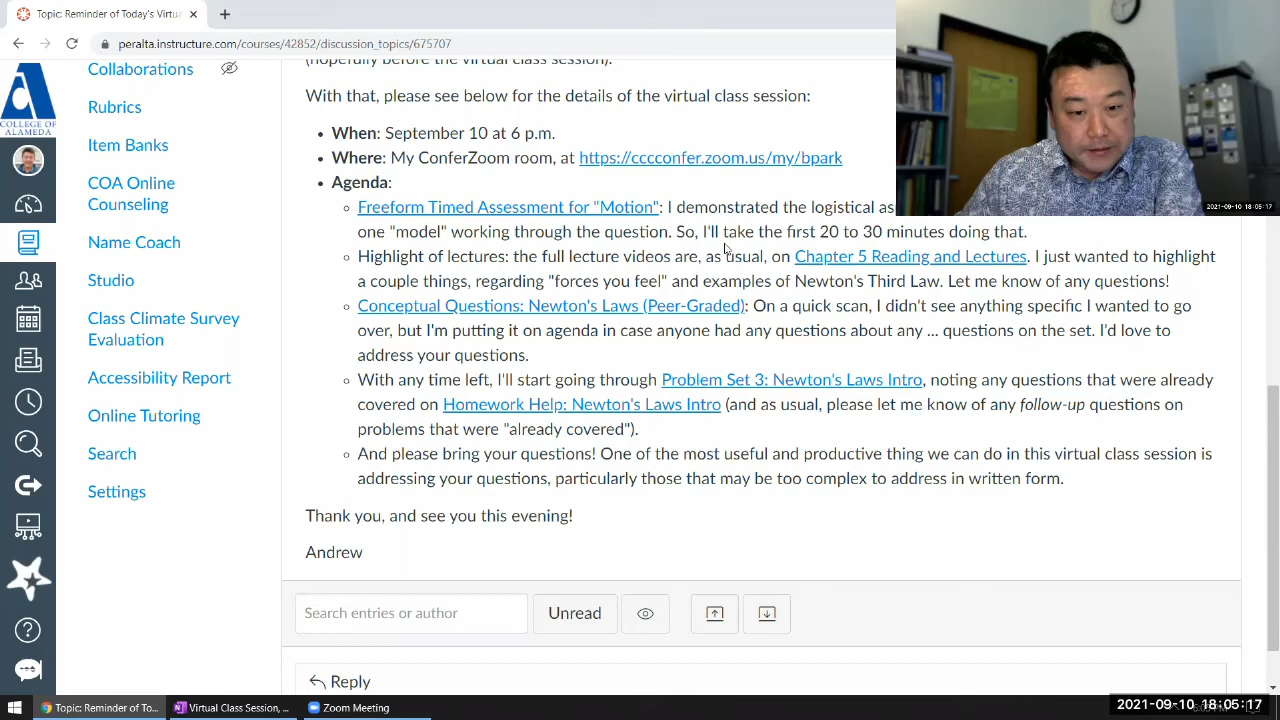 Topic: Reminder of Today's Virtu
peralta.instructure.com/courses/42852/discussion_topics/675707
COLLEGE OF
ALAMEDA
Collaborations
Rubrics
Item Banks
COA Online
Counseling
Name Coach
Studio
Class Climate Survey
Evaluation
Accessibility Report
Online Tutoring
Search
Settings
(hopefully before the virtual class session).
With that, please see below for the details of the virtual class session:
• When: September 10 at 6 p.m.
• Where: My ConferZoom room, at https://cccconfer.zoom.us/my/bpark
• Agenda:
Freeform Timed Assessment for "Motion": I demonstrated the logistical as
one "model" working through the question. So, I'll take the first 20 to 30 minutes doing that.
Highlight of lectures: the full lecture videos are, as usual, on Chapter 5 Reading and Lectures. I just wanted to highlight
a couple things, regarding "forces you feel" and examples of Newton's Third Law. Let me know of any questions!
Conceptual Questions: Newton's Laws (Peer-Graded): On a quick scan, I didn't see anything specific I wanted to go
over, but I'm putting it on agenda in case anyone had any questions about any ... questions on the set. I'd love to
address your questions.
With any time left, I'll start going through Problem Set 3: Newton's Laws Intro, noting any questions that were already
covered on Homework Help: Newton's Laws Intro (and as usual, please let me know of any follow-up questions on
problems that were "already covered").
And please bring your questions! One of the most useful and productive thing we can do in this virtual class session is
addressing your questions, particularly those that may be too complex to address in written form.
Thank you, and see you this evening!
Andrew
Search entries or author
Unread
Reply
2021-09-10 18:05:17
Topic: Reminder of To...
Virtual Class Session, ...
Zoom Meeting
2021-09-10 18:05:17